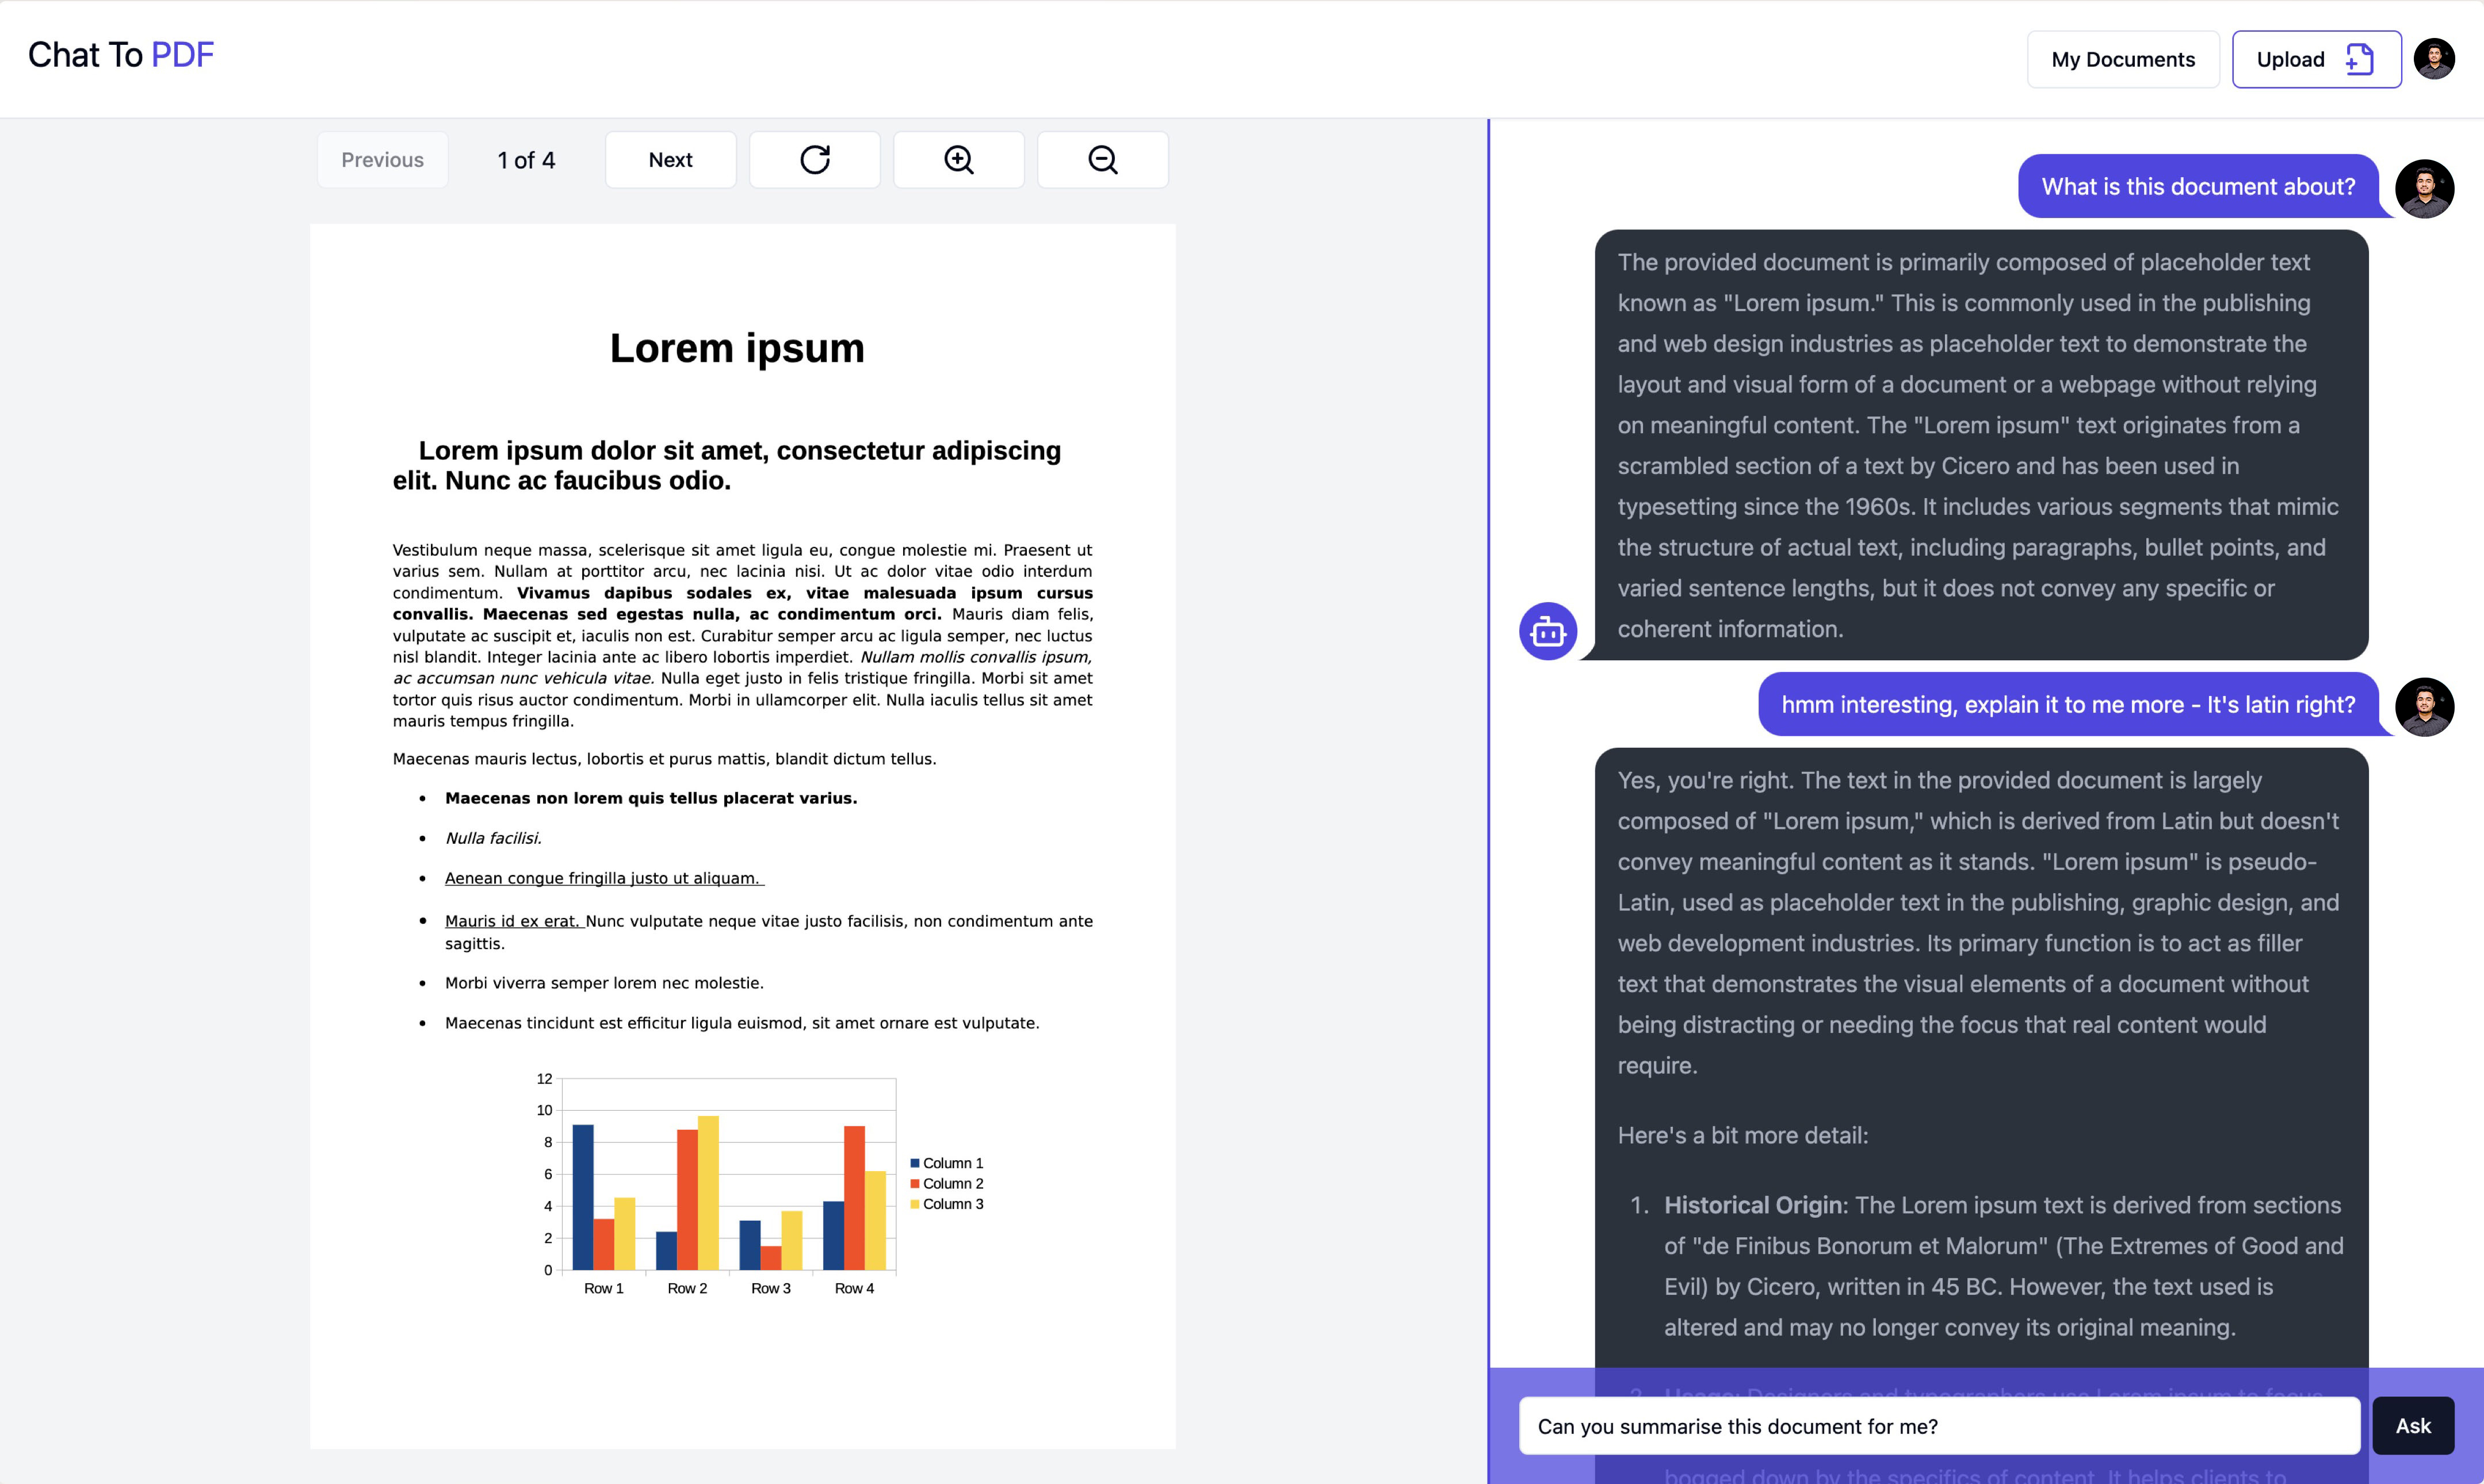 Chat To PDF
My Documents
Upload
Previous
1 of 4
Next
Lorem ipsum
Lorem ipsum dolor sit amet, consectetur adipiscing
elit. Nunc ac faucibus odio.
Vestibulum neque massa, scelerisque sit amet ligula eu, congue molestie mi. Praesent ut
varius sem. Nullam at porttitor arcu, nec lacinia nisi. Ut ac dolor vitae odio interdum
condimentum. Vivamus dapibus sodales ex, vitae malesuada ipsum cursus
convallis. Maecenas sed egestas nulla, ac condimentum orci. Mauris diam felis,
vulputate ac suscipit et, iaculis non est. Curabitur semper arcu ac ligula semper, nec luctus
nisl blandit. Integer lacinia ante ac libero lobortis imperdiet. Nullam mollis convallis ipsum,
ac accumsan nunc vehicula vitae. Nulla eget justo in felis tristique fringilla. Morbi sit amet
tortor quis risus auctor condimentum. Morbi in ullamcorper elit. Nulla iaculis tellus sit amet
mauris tempus fringilla.
Maecenas mauris lectus, lobortis et purus mattis, blandit dictum tellus.
• Maecenas non lorem quis tellus placerat varius.
• Nulla facilisi.
• Aenean congue fringilla justo ut aliquam.
• Mauris id ex erat. Nunc vulputate neque vitae justo facilisis, non condimentum ante
sagittis.
• Morbi viverra semper lorem nec molestie.
• Maecenas tincidunt est efficitur ligula euismod, sit amet ornare est vulputate.
12
10
8
6
4
2
0
Row 1
Row 2
Row 3
Row 4
Column 1
Column 2
Column 3
What is this document about?
The provided document is primarily composed of placeholder text
known as "Lorem ipsum." This is commonly used in the publishing
and web design industries as placeholder text to demonstrate the
layout and visual form of a document or a webpage without relying
on meaningful content. The "Lorem ipsum" text originates from a
scrambled section of a text by Cicero and has been used in
typesetting since the 1960s. It includes various segments that mimic
the structure of actual text, including paragraphs, bullet points, and
varied sentence lengths, but it does not convey any specific or
coherent information.
hmm interesting, explain it to me more - It's latin right?
Yes, you're right. The text in the provided document is largely
composed of "Lorem ipsum," which is derived from Latin but doesn't
convey meaningful content as it stands. "Lorem ipsum" is pseudo-
Latin, used as placeholder text in the publishing, graphic design, and
web development industries. Its primary function is to act as filler
text that demonstrates the visual elements of a document without
being distracting or needing the focus that real content would
require.
Here's a bit more detail:
1. Historical Origin: The Lorem ipsum text is derived from sections
of "de Finibus Bonorum et Malorum" (The Extremes of Good and
Evil) by Cicero, written in 45 BC. However, the text used is
altered and may no longer convey its original meaning.
2. Usage: Designers and typographers use Lorem ipsum to focus
Can you summarise this document for me?
Ask
bogged down by the specifics of content. It helps clients to